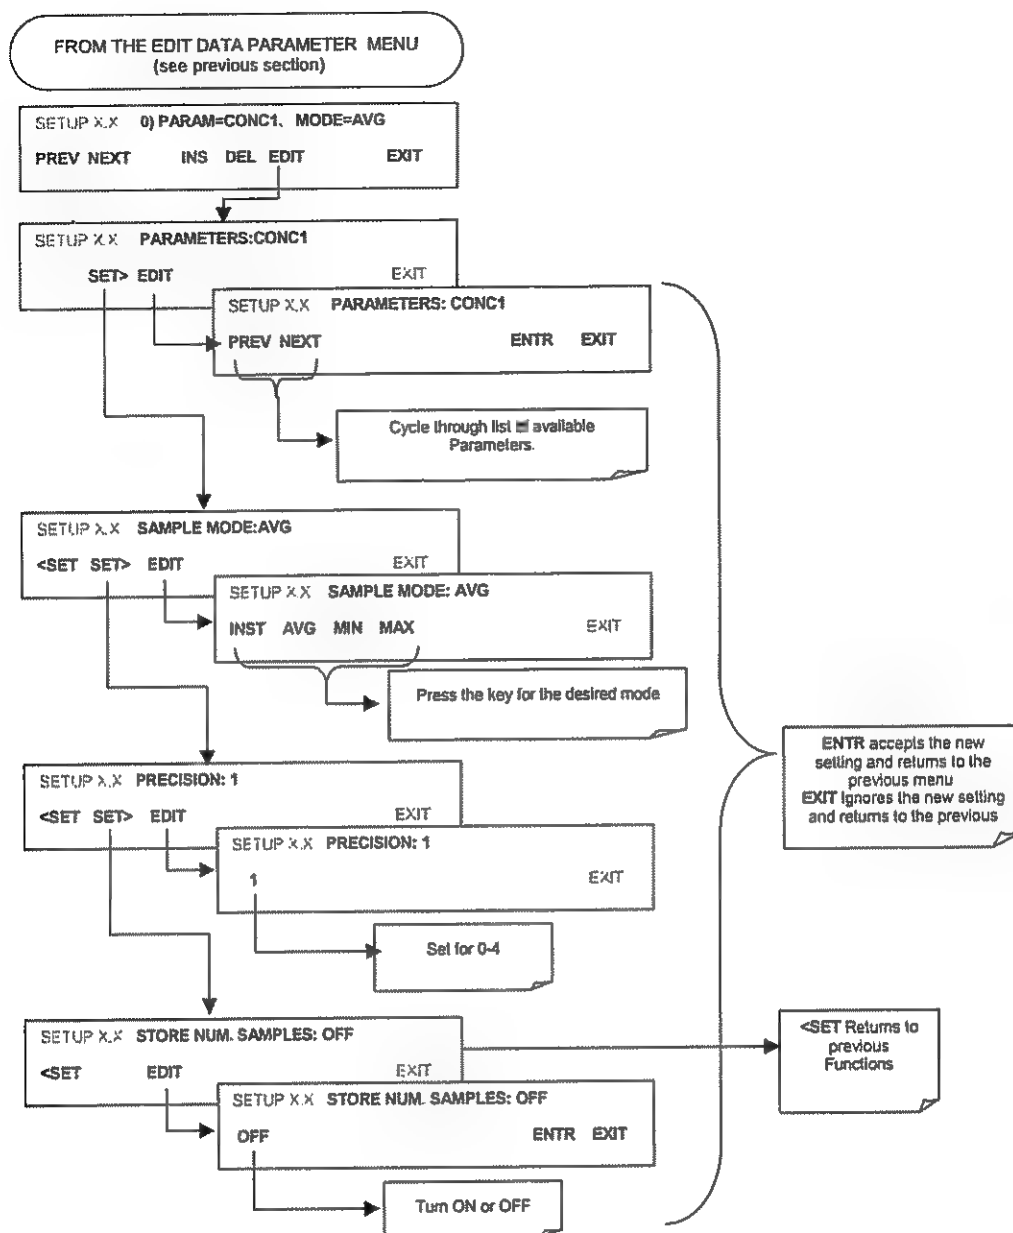 FROM THE EDIT DATA PARAMETER MENU
(see previous section)
SETUP X.X 0) PARAM=CONC1, MODE=AVG
PREV NEXT INS DEL EDIT EXIT
SETUP X.X PARAMETERS:CONC1
SET> EDIT EXIT
SETUP X.X PARAMETERS: CONC1
PREV NEXT ENTR EXIT
Cycle through list available
Parameters.
SETUP X.X SAMPLE MODE:AVG
<SET SET> EDIT EXIT
SETUP X.X SAMPLE MODE: AVG
INST AVG MIN MAX EXIT
Press the key for the desired mode
ENTR accepts the new
setting and returns to the
previous menu
EXIT Ignores the new setting
and returns to the previous
SETUP X.X PRECISION: 1
<SET SET> EDIT EXIT
SETUP X.X PRECISION: 1
1 EXIT
Set for 0-4
SETUP X.X STORE NUM. SAMPLES: OFF
<SET EDIT EXIT
<SET Returns to
previous
Functions
SETUP X.X STORE NUM. SAMPLES: OFF
OFF ENTR EXIT
Turn ON or OFF